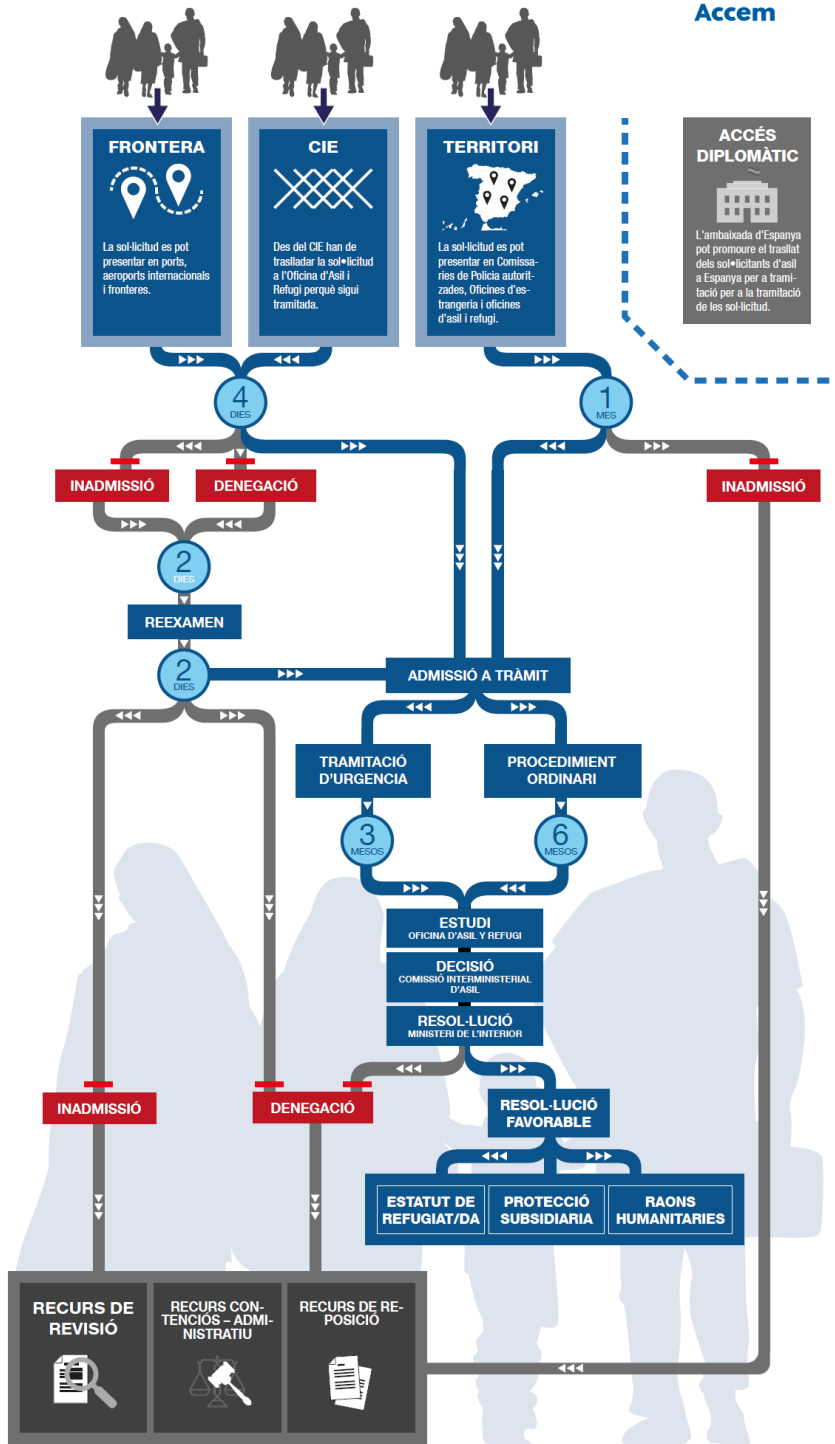 Accem
FRONTERA
La sol·licitud es pot
presentar en ports,
aeroports internacionals
i fronteres.
CIE
Des del CIE han de
traslladar la sol•licitud
a l'Oficina d'Asil i
Refugi perquè sigui
tramitada.
TERRITORI
La sol·licitud es pot
presentar en Comissa-
ries de Policia autorit-
zades, Oficines d'es-
trangeria i oficines
d'asil i refugi.
ACCÉS
DIPLOMÀTIC
L'ambaixada d'Espanya
pot promoure el trasllat
dels sol•licitants d'asil
a Espanya per a trami-
tació per a la tramitació
de les sol·licitud.
4
DIES
1
MES
INADMISSIÓ
DENEGACIÓ
INADMISSIÓ
2
DIES
REEXAMEN
2
DIES
ADMISSIÓ A TRÀMIT
TRAMITACIÓ
D'URGENCIA
PROCEDIMIENT
ORDINARI
3
MESOS
6
MESOS
ESTUDI
OFICINA D'ASIL Y REFUGI
DECISIÓ
COMISSIÓ INTERMINISTERIAL
D'ASIL
RESOL·LUCIÓ
MINISTERI DE L'INTERIOR
INADMISSIÓ
DENEGACIÓ
RESOL·LUCIÓ
FAVORABLE
ESTATUT DE
REFUGIAT/DA
PROTECCIÓ
SUBSIDIARIA
RAONS
HUMANITARIES
RECURS DE
REVISIÓ
RECURS CON-
TENCIÓS – ADMI-
NISTRATIU
RECURS DE RE-
POSICIÓ